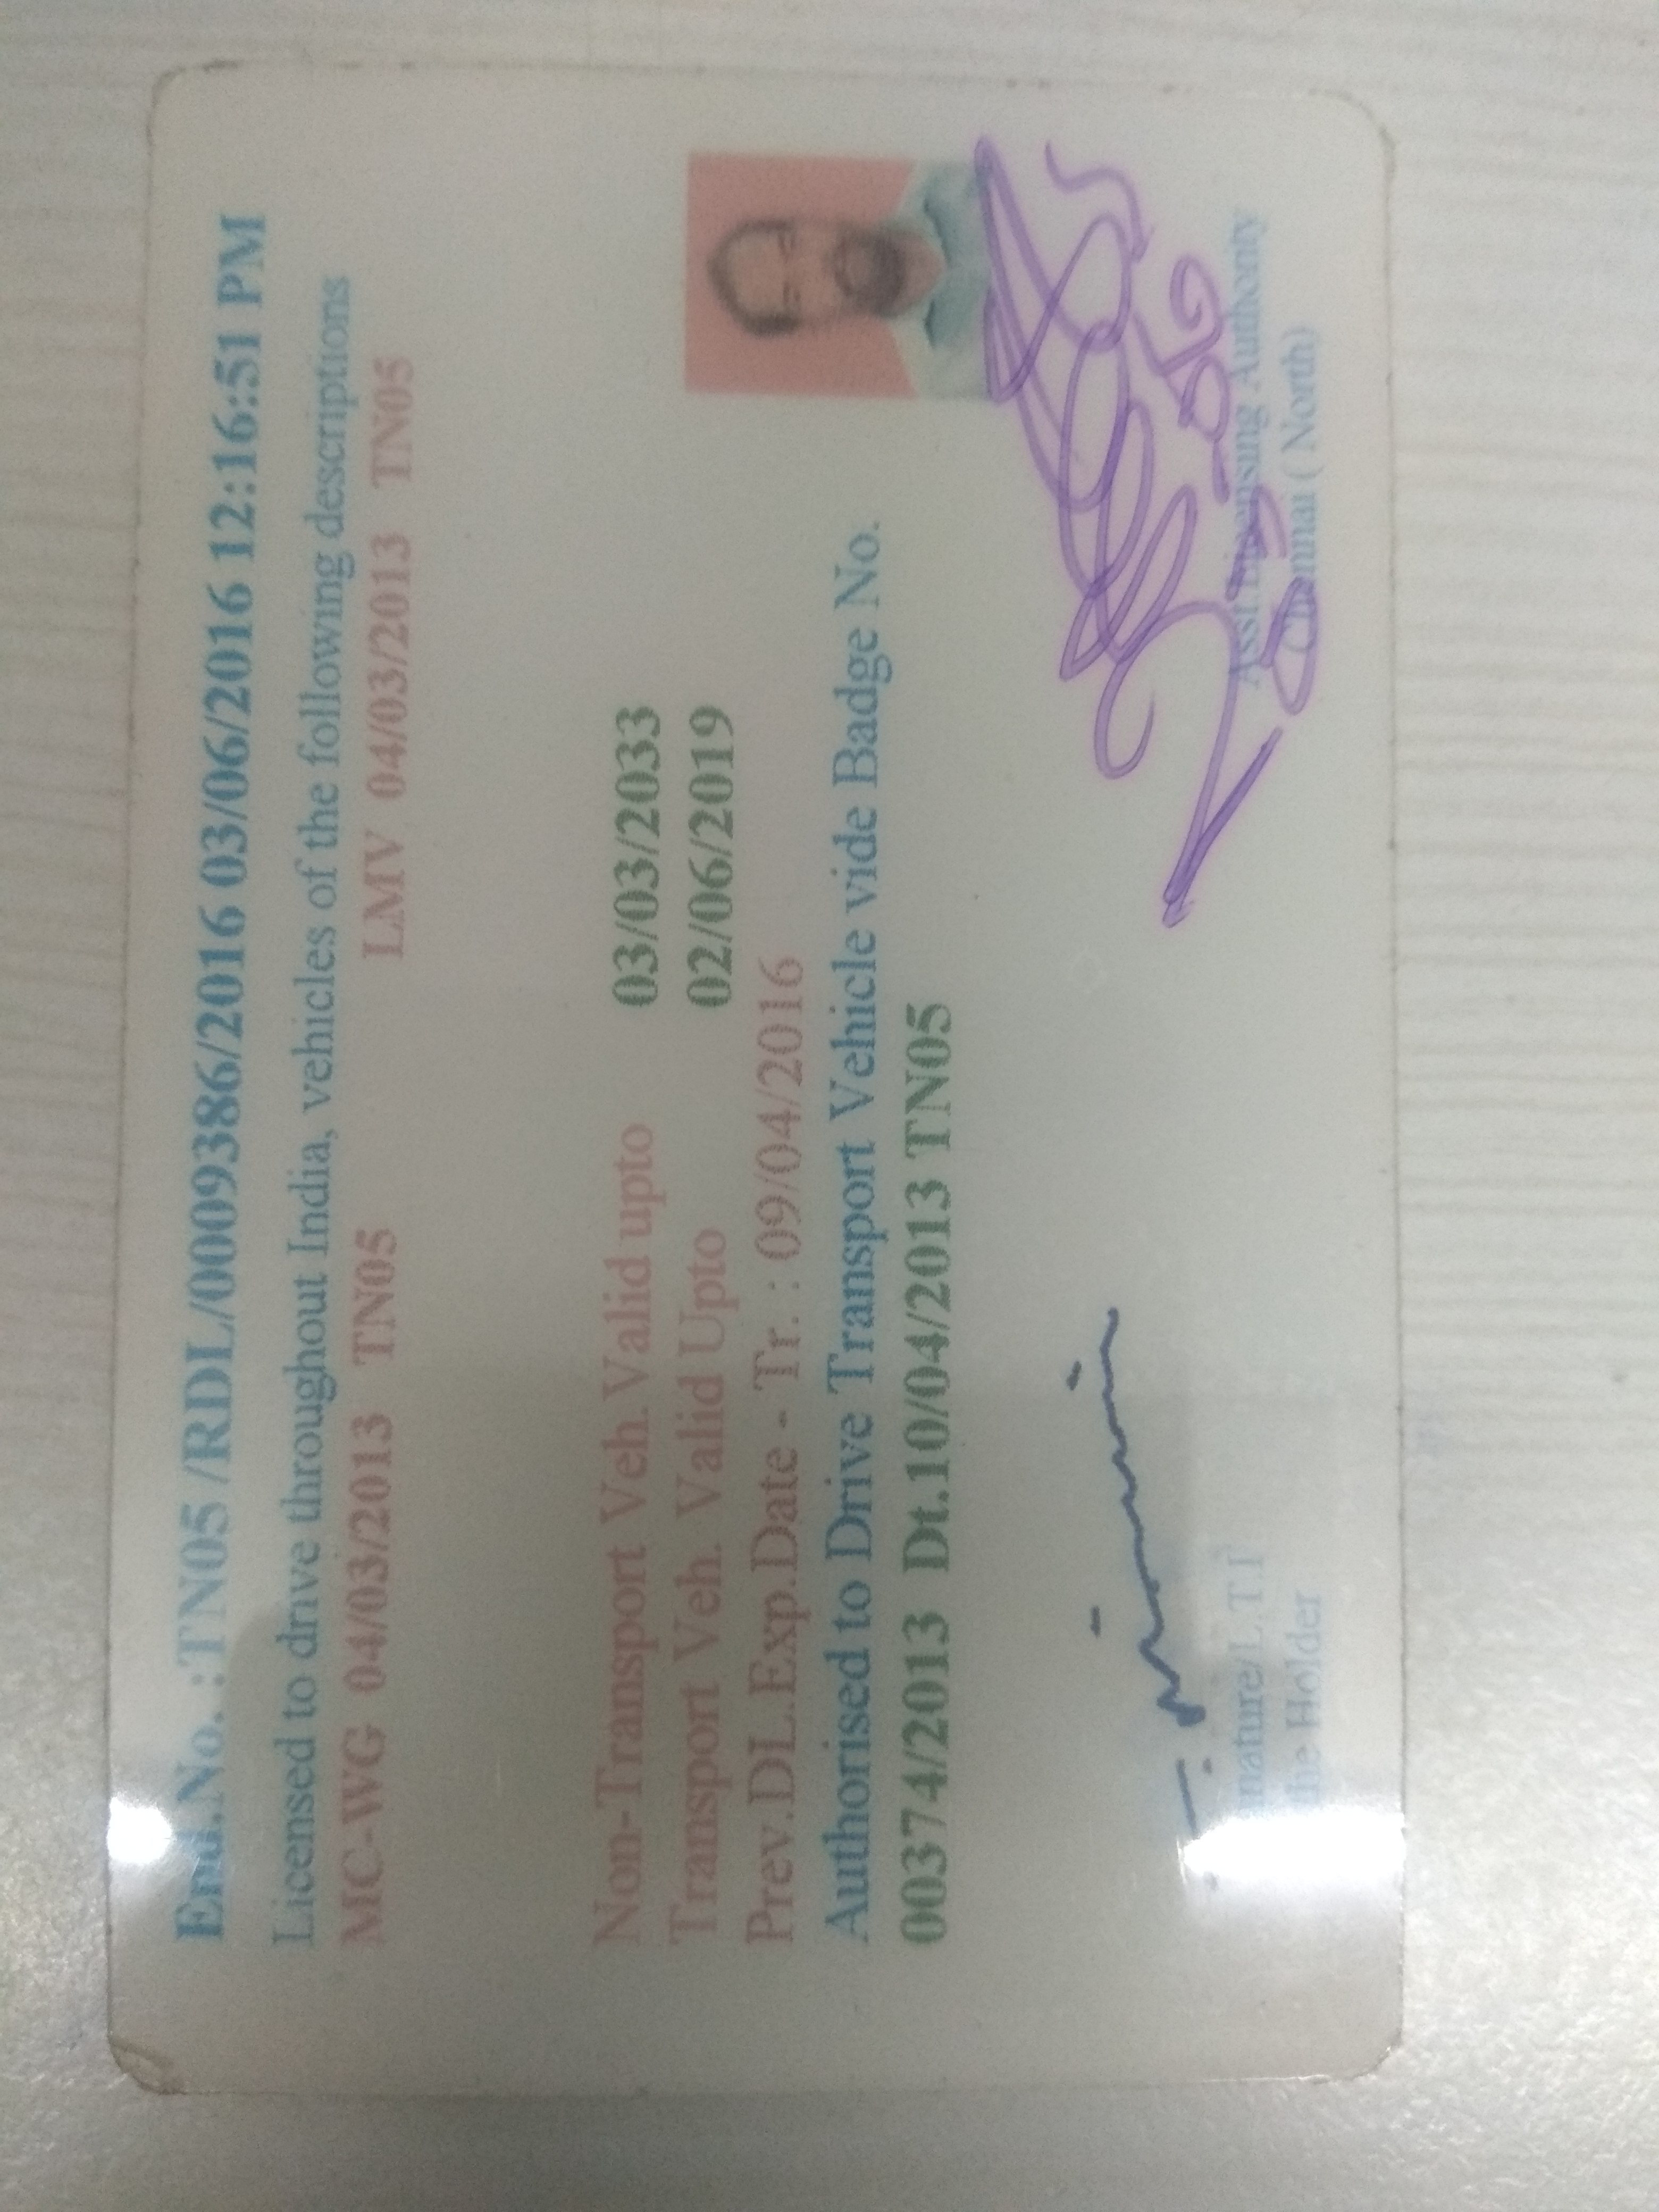 End.No. :TN05 /RDL/0009386/2016 03/06/2016 12:16:51 PM
Licensed to drive throughout India, vehicles of the following descriptions
MC-WG 04/03/2013 TN05 LMV 04/03/2013 TN05
Non-Transport Veh. Valid upto 03/03/2033
Transport Veh. Valid Upto 02/06/2019
Prev.DL.Exp.Date - Tr. : 09/04/2016
Authorised to Drive Transport Vehicle vide Badge No.
00374/2013 Dt.10/04/2013 TN05
Asst Licensing Authority
Chennai ( North)
Holder